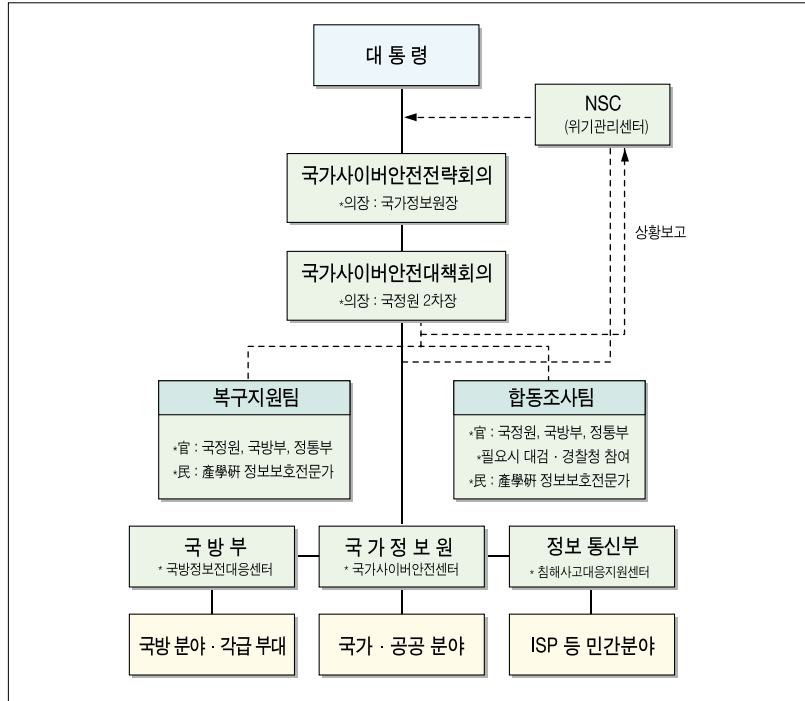 대 통 령
NSC
(위기관리센터)
국가사이버안전전략회의
*의장 : 국가정보원장
상황보고
국가사이버안전대책회의
*의장 : 국정원 2차장
복구지원팀
*官 : 국정원, 국방부, 정통부
*民 : 産學硏 정보보호전문가
합동조사팀
*官 : 국정원, 국방부, 정통부
*필요시 대검 · 경찰청 참여
*民 : 産學硏 정보보호전문가
국 방 부
* 국방정보전대응센터
국 가 정 보 원
* 국가사이버안전센터
정보 통신부
* 침해사고대응지원센터
국방 분야 · 각급 부대
국가 · 공공 분야
ISP 등 민간분야